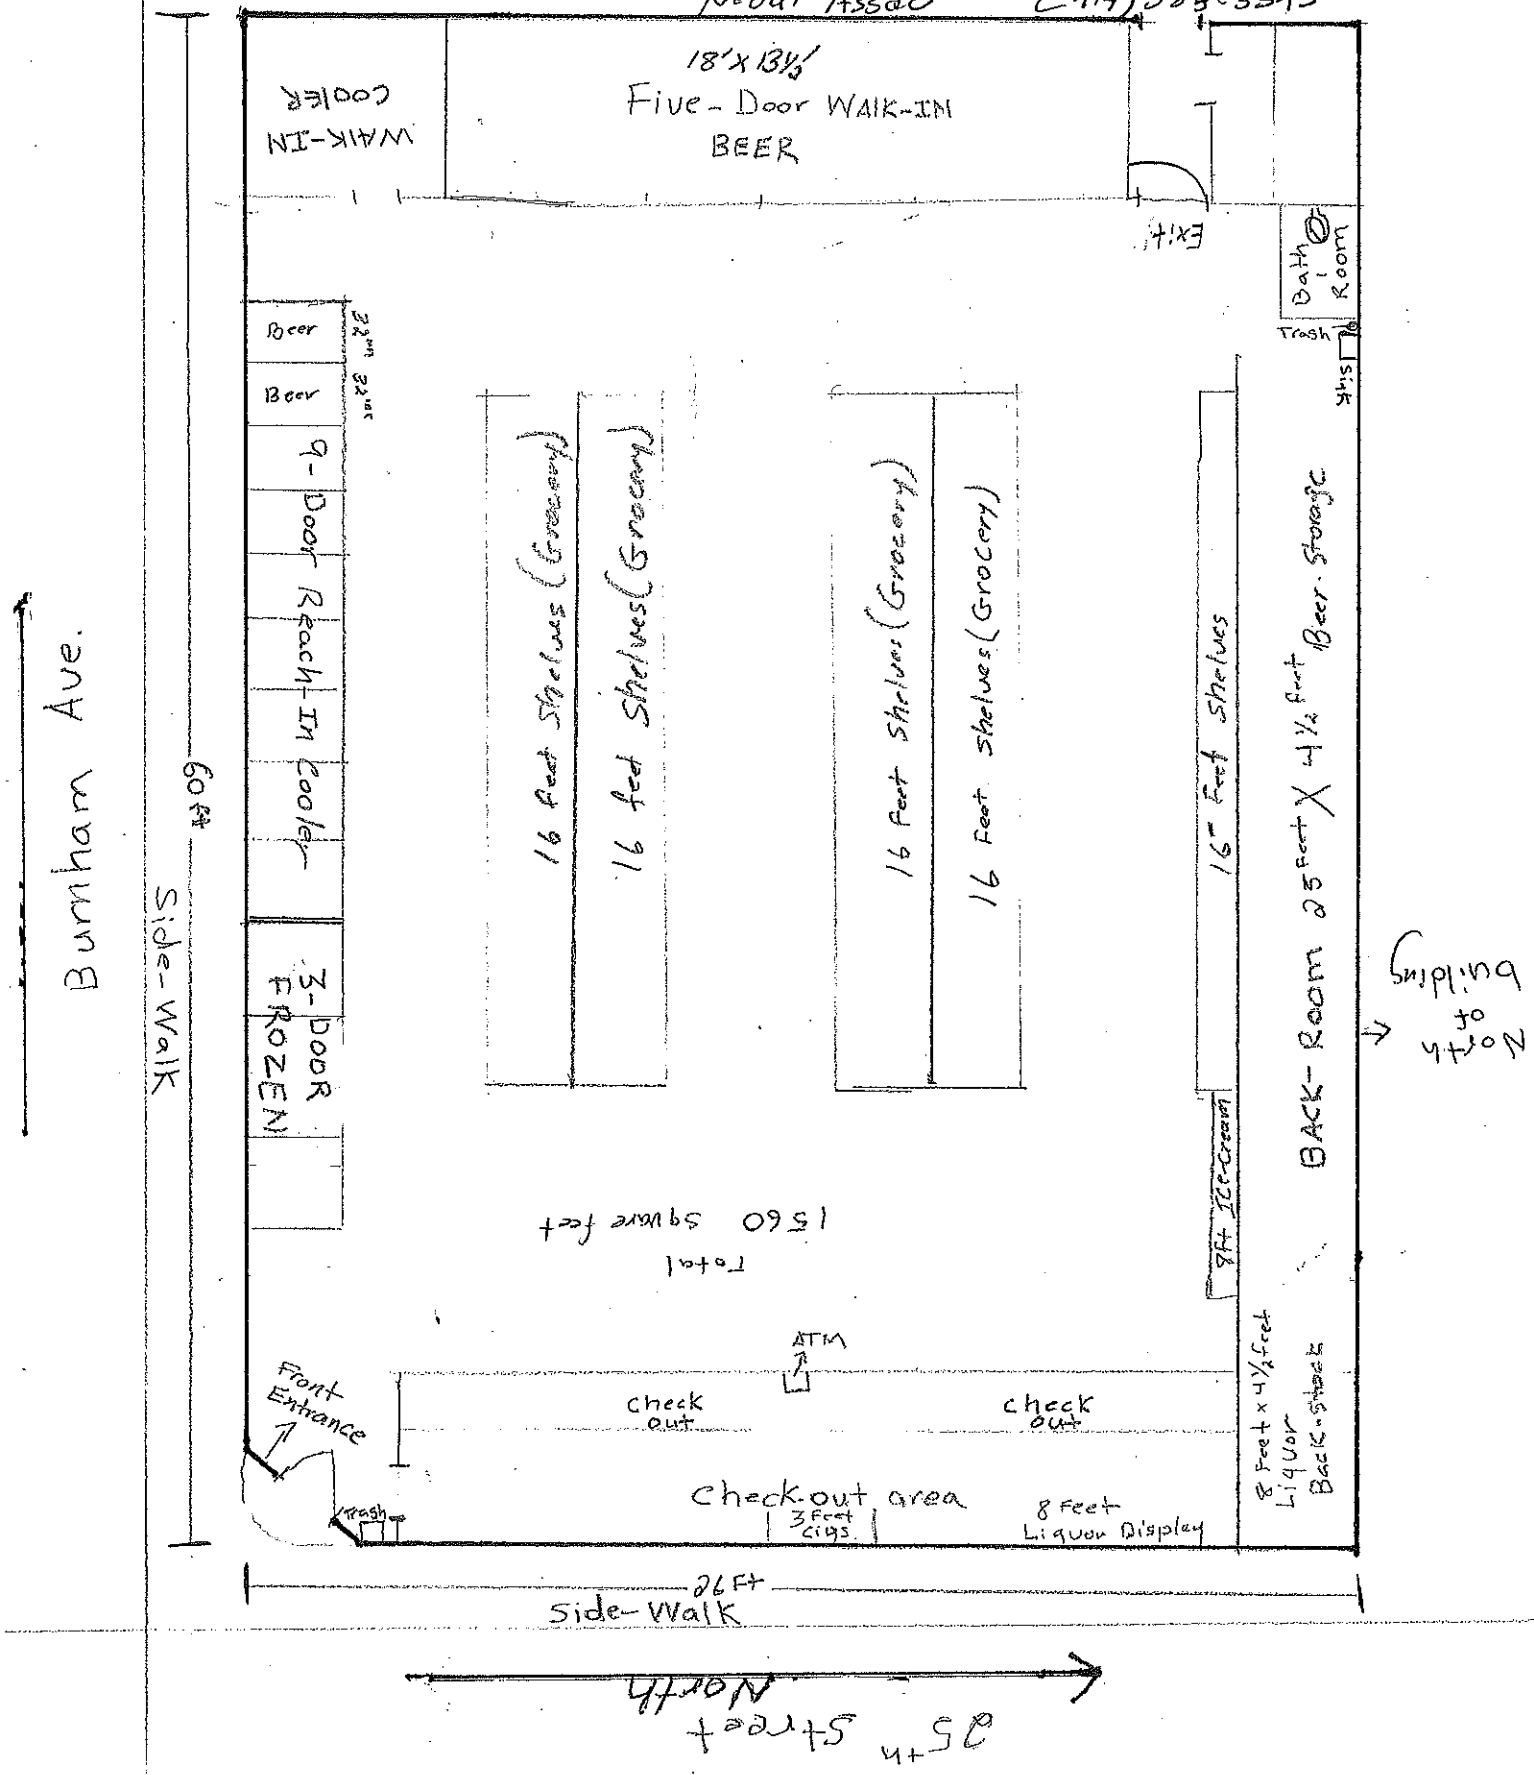 18' X 13½'
Five-Door WALK-IN
BEER
WALK-IN
COOLER
Exit
Bath
Room
Trash
Sink
Beer
32"
Beer
32"
9-Door Reach-In Cooler
3-DOOR
FROZEN
16 feet Shelves (Grocery)
16 feet Shelves (Grocery)
16 Feet Shelves (Grocery)
16 Feet Shelves (Grocery)
16 Feet Shelves
8ft Ice-cream
BACK-Room 25 Feet X 4½ feet Beer Storage
8 Feet x 4½ feet
Liquor
Back-stock
North
of
building
Burnham Ave.
Side-Walk
60 ft
Total
1560 Square feet
ATM
Check
out
Check
out
Front
Entrance
Trash
Check-out area
3 Feet
cigs.
8 Feet
Liquor Display
26 Ft
Side-Walk
North
25th Street